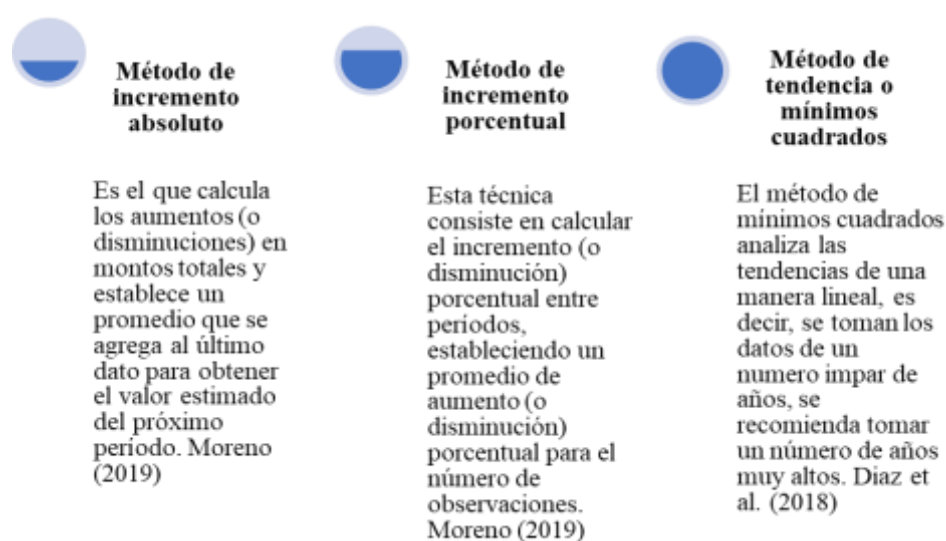 Método de
incremento
absoluto
Es el que calcula
los aumentos (o
disminuciones) en
montos totales y
establece un
promedio que se
agrega al último
dato para obtener
el valor estimado
del próximo
período. Moreno
(2019)
Método de
incremento
porcentual
Esta técnica
consiste en calcular
el incremento (o
disminución)
porcentual entre
períodos,
estableciendo un
promedio de
aumento (o
disminución)
porcentual para el
número de
observaciones.
Moreno (2019)
Método de
tendencia o
mínimos
cuadrados
El método de
mínimos cuadrados
analiza las
tendencias de una
manera lineal, es
decir, se toman los
datos de un
numero impar de
años, se
recomienda tomar
un número de años
muy altos. Diaz et
al. (2018)